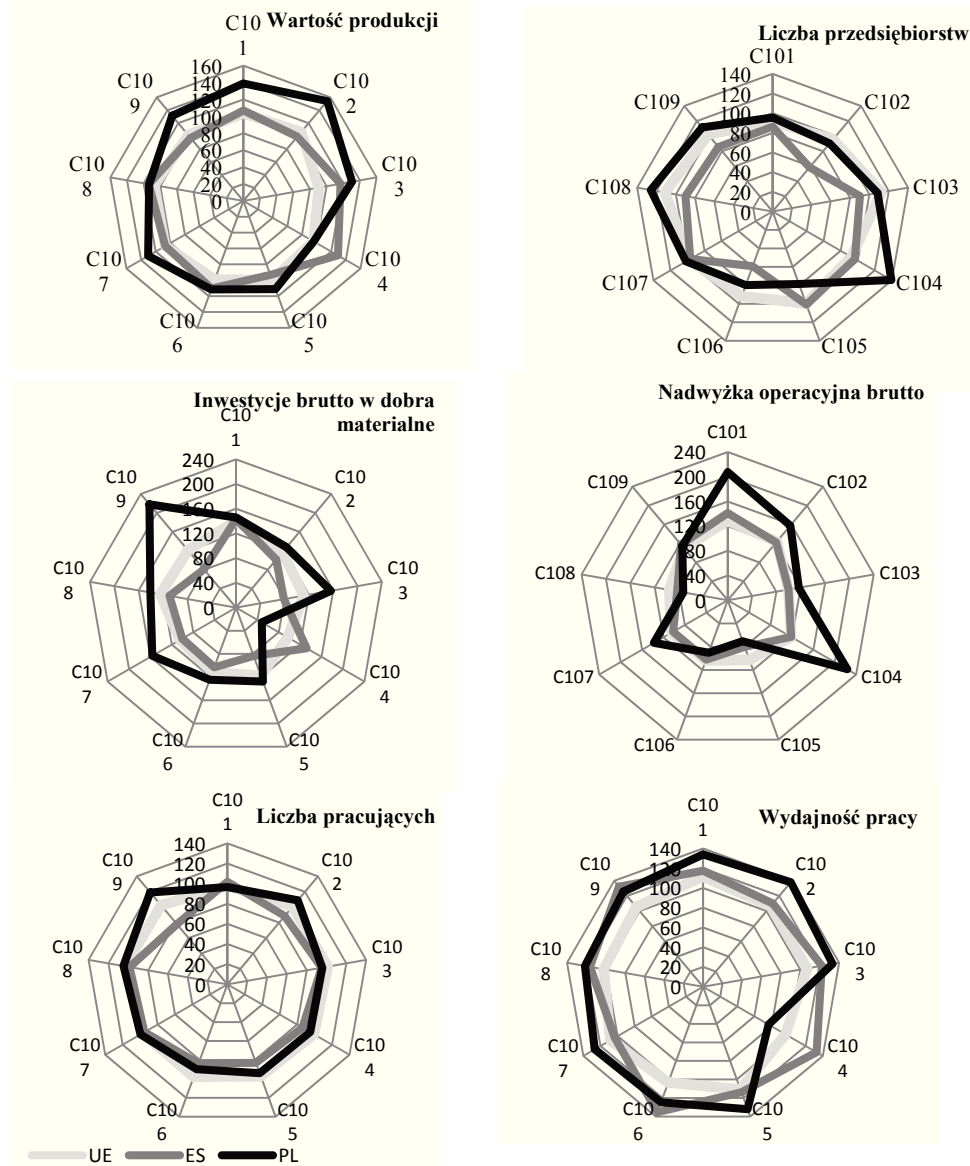 Wartość produkcji
C10
1
160
140
120
100
80
60
40
20
0
C10
2
C10
3
C10
4
C10
5
C10
6
C10
7
C10
8
C10
9
Liczba przedsiębiorstw
C101
140
120
100
80
60
40
20
0
C102
C103
C104
C105
C106
C107
C108
C109
Inwestycje brutto w dobra
materialne
C10
1
240
200
160
120
80
40
0
C10
2
C10
3
C10
4
C10
5
C10
6
C10
7
C10
8
C10
9
Nadwyżka operacyjna brutto
C101
240
200
160
120
80
40
0
C102
C103
C104
C105
C106
C107
C108
C109
Liczba pracujących
C10
1
140
120
100
80
60
40
20
0
C10
2
C10
3
C10
4
C10
5
C10
6
C10
7
C10
8
C10
9
UE ES PL
Wydajność pracy
C10
1
140
120
100
80
60
40
20
0
C10
2
C10
3
C10
4
C10
5
C10
6
C10
7
C10
8
C10
9